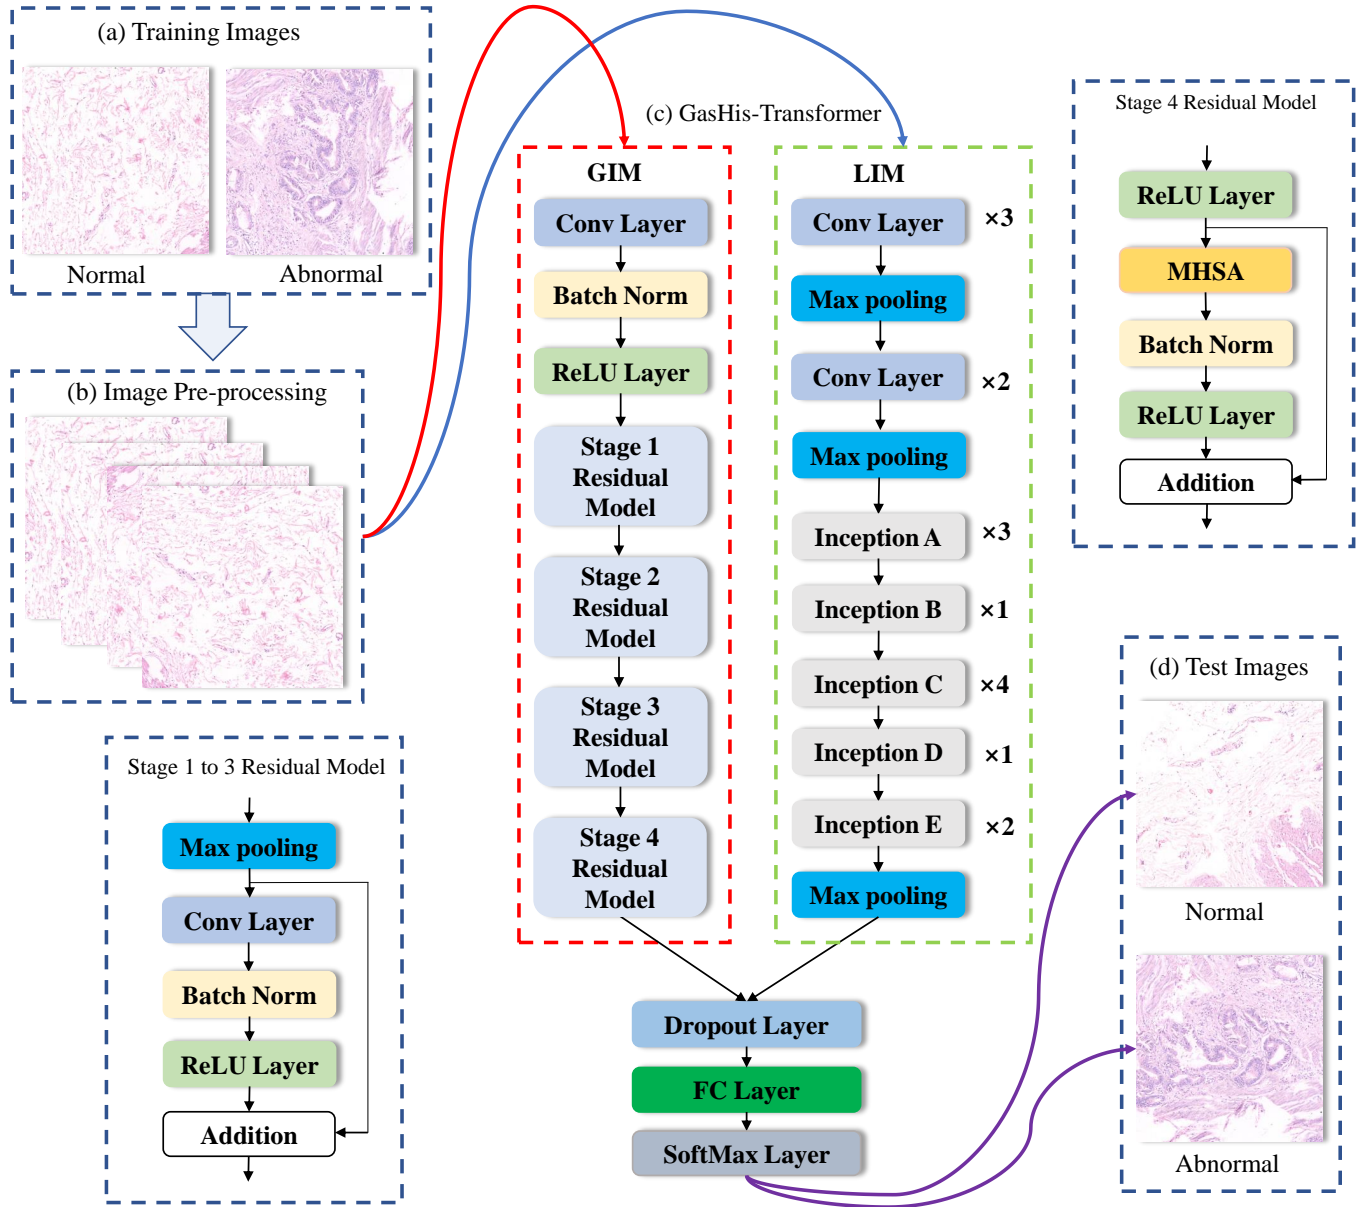 (a) Training Images
Normal
Abnormal
(b) Image Pre-processing
Stage 1 to 3 Residual Model
Max pooling
Conv Layer
Batch Norm
ReLU Layer
Addition
(c) GasHis-Transformer
GIM
Conv Layer
Batch Norm
ReLU Layer
Stage 1
Residual
Model
Stage 2
Residual
Model
Stage 3
Residual
Model
Stage 4
Residual
Model
LIM
Conv Layer ×3
Max pooling
Conv Layer ×2
Max pooling
Inception A ×3
Inception B ×1
Inception C ×4
Inception D ×1
Inception E ×2
Max pooling
Dropout Layer
FC Layer
SoftMax Layer
Stage 4 Residual Model
ReLU Layer
MHSA
Batch Norm
ReLU Layer
Addition
(d) Test Images
Normal
Abnormal